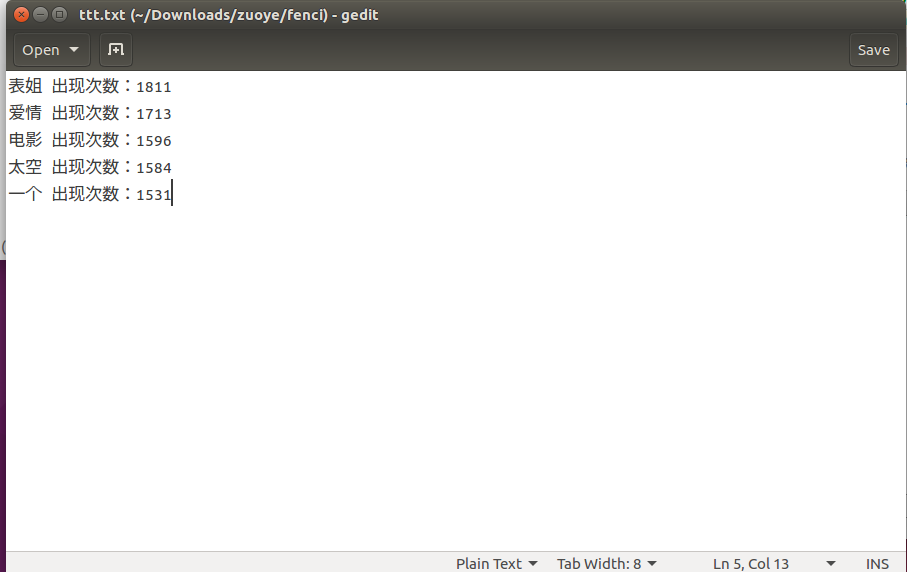 ttt.txt (~/Downloads/zuoye/fenci) - gedit
Open
Save
表姐 出现次数：1811
爱情 出现次数：1713
电影 出现次数：1596
太空 出现次数：1584
一个 出现次数：1531
(
Plain Text Tab Width: 8 Ln 5, Col 13 INS